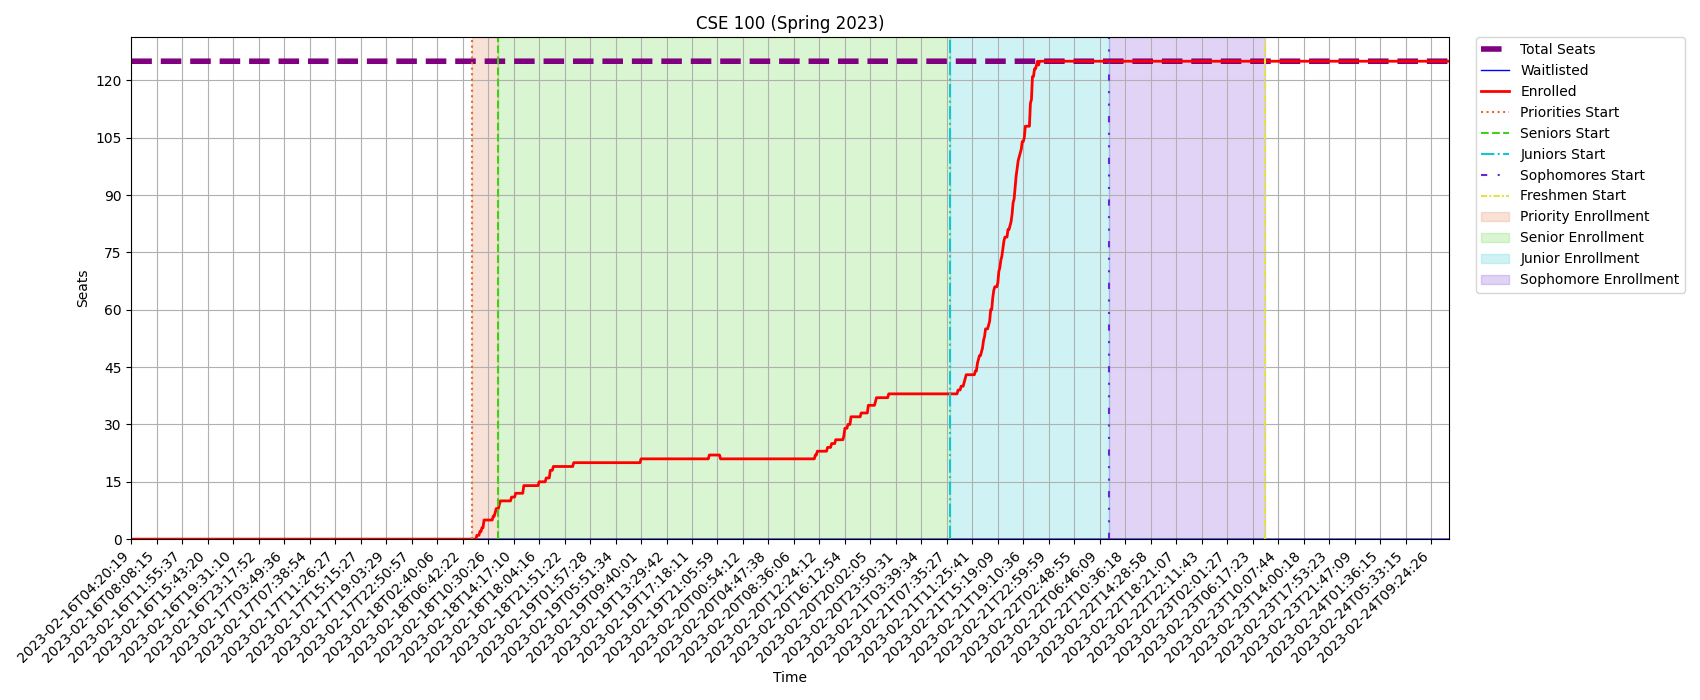 CSE 100 (Spring 2023)
Total Seats
Waitlisted
Enrolled
Priorities Start
Seniors Start
Juniors Start
Sophomores Start
Freshmen Start
Priority Enrollment
Senior Enrollment
Junior Enrollment
Sophomore Enrollment
Seats
120
105
90
75
60
45
30
15
0
2023-02-16T04:20:19
2023-02-16T08:08:15
2023-02-16T11:55:37
2023-02-16T15:43:20
2023-02-16T19:31:10
2023-02-16T23:17:52
2023-02-17T03:49:36
2023-02-17T07:38:54
2023-02-17T11:26:27
2023-02-17T15:15:27
2023-02-17T19:03:29
2023-02-17T22:50:57
2023-02-18T02:40:06
2023-02-18T06:42:22
2023-02-18T10:30:26
2023-02-18T14:17:10
2023-02-18T18:04:16
2023-02-18T21:51:22
2023-02-19T01:57:28
2023-02-19T05:51:34
2023-02-19T09:40:01
2023-02-19T13:29:42
2023-02-19T17:18:11
2023-02-19T21:05:59
2023-02-20T00:54:12
2023-02-20T04:47:38
2023-02-20T08:36:06
2023-02-20T12:24:12
2023-02-20T16:12:54
2023-02-20T20:02:05
2023-02-20T23:50:31
2023-02-21T03:39:34
2023-02-21T07:35:27
2023-02-21T11:25:41
2023-02-21T15:19:09
2023-02-21T19:10:36
2023-02-21T22:59:59
2023-02-22T02:48:55
2023-02-22T06:46:09
2023-02-22T10:36:18
2023-02-22T14:28:58
2023-02-22T18:21:07
2023-02-22T22:11:43
2023-02-23T02:01:27
2023-02-23T06:17:23
2023-02-23T10:07:44
2023-02-23T14:00:18
2023-02-23T17:53:23
2023-02-23T21:47:09
2023-02-24T01:36:15
2023-02-24T05:33:15
2023-02-24T09:24:26
Time